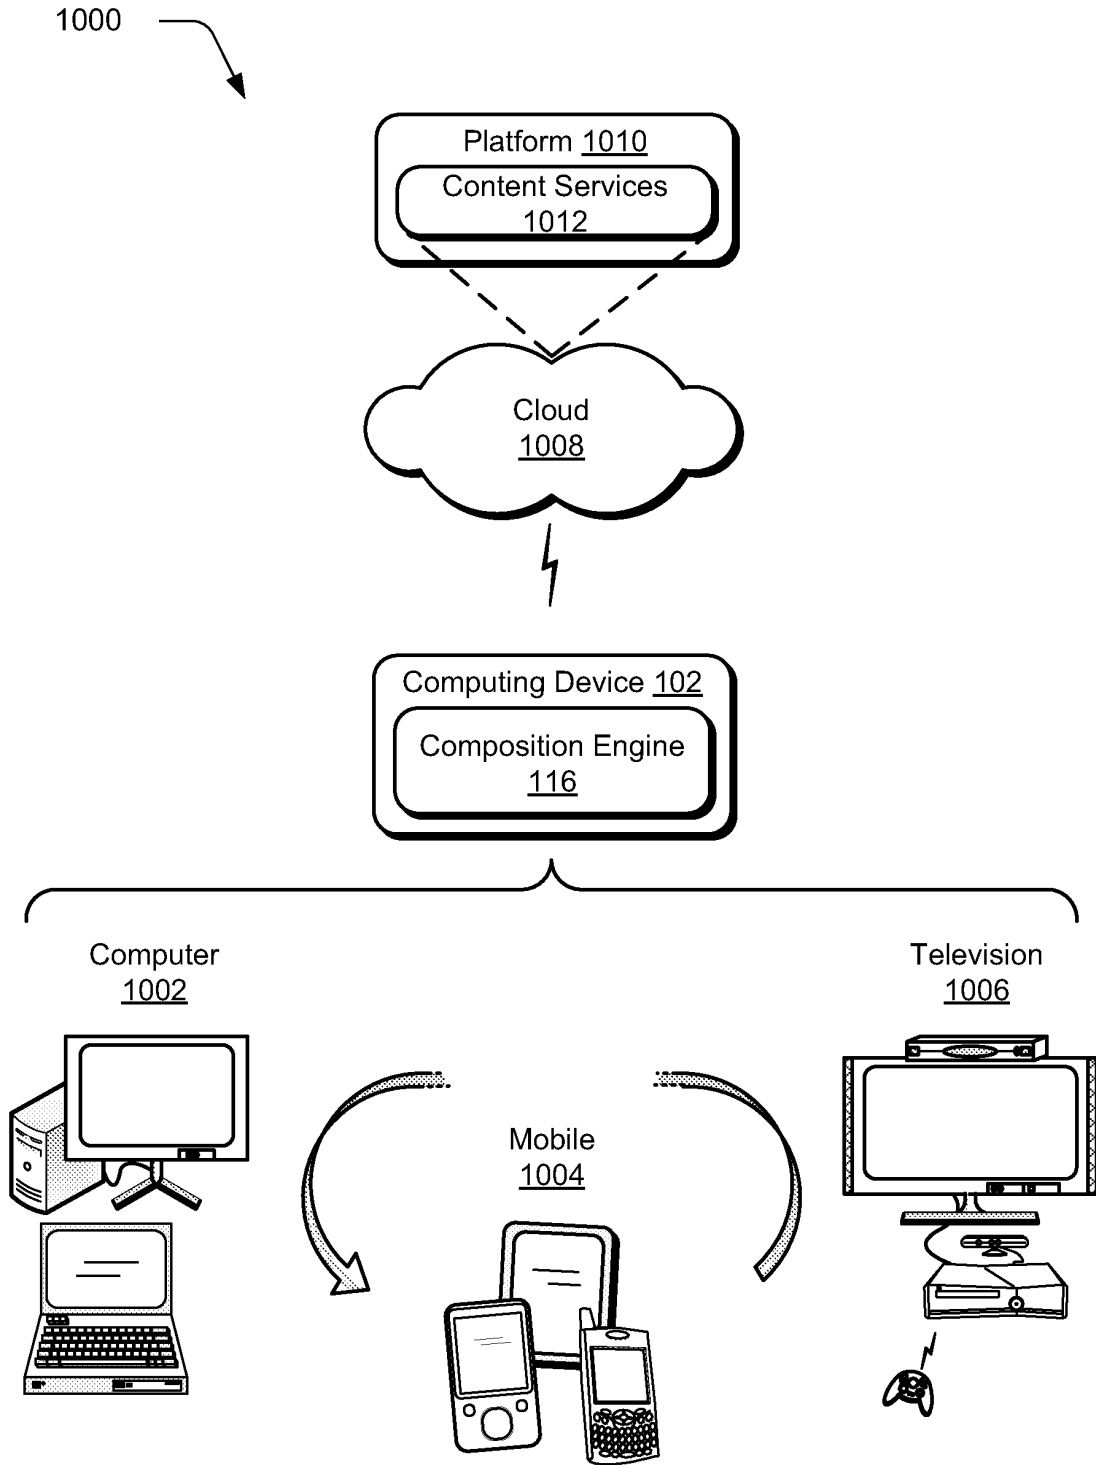 1000
Platform 1010
Content Services
1012
Cloud
1008
Computing Device 102
Composition Engine
116
Computer
1002
Television
1006
Mobile
1004